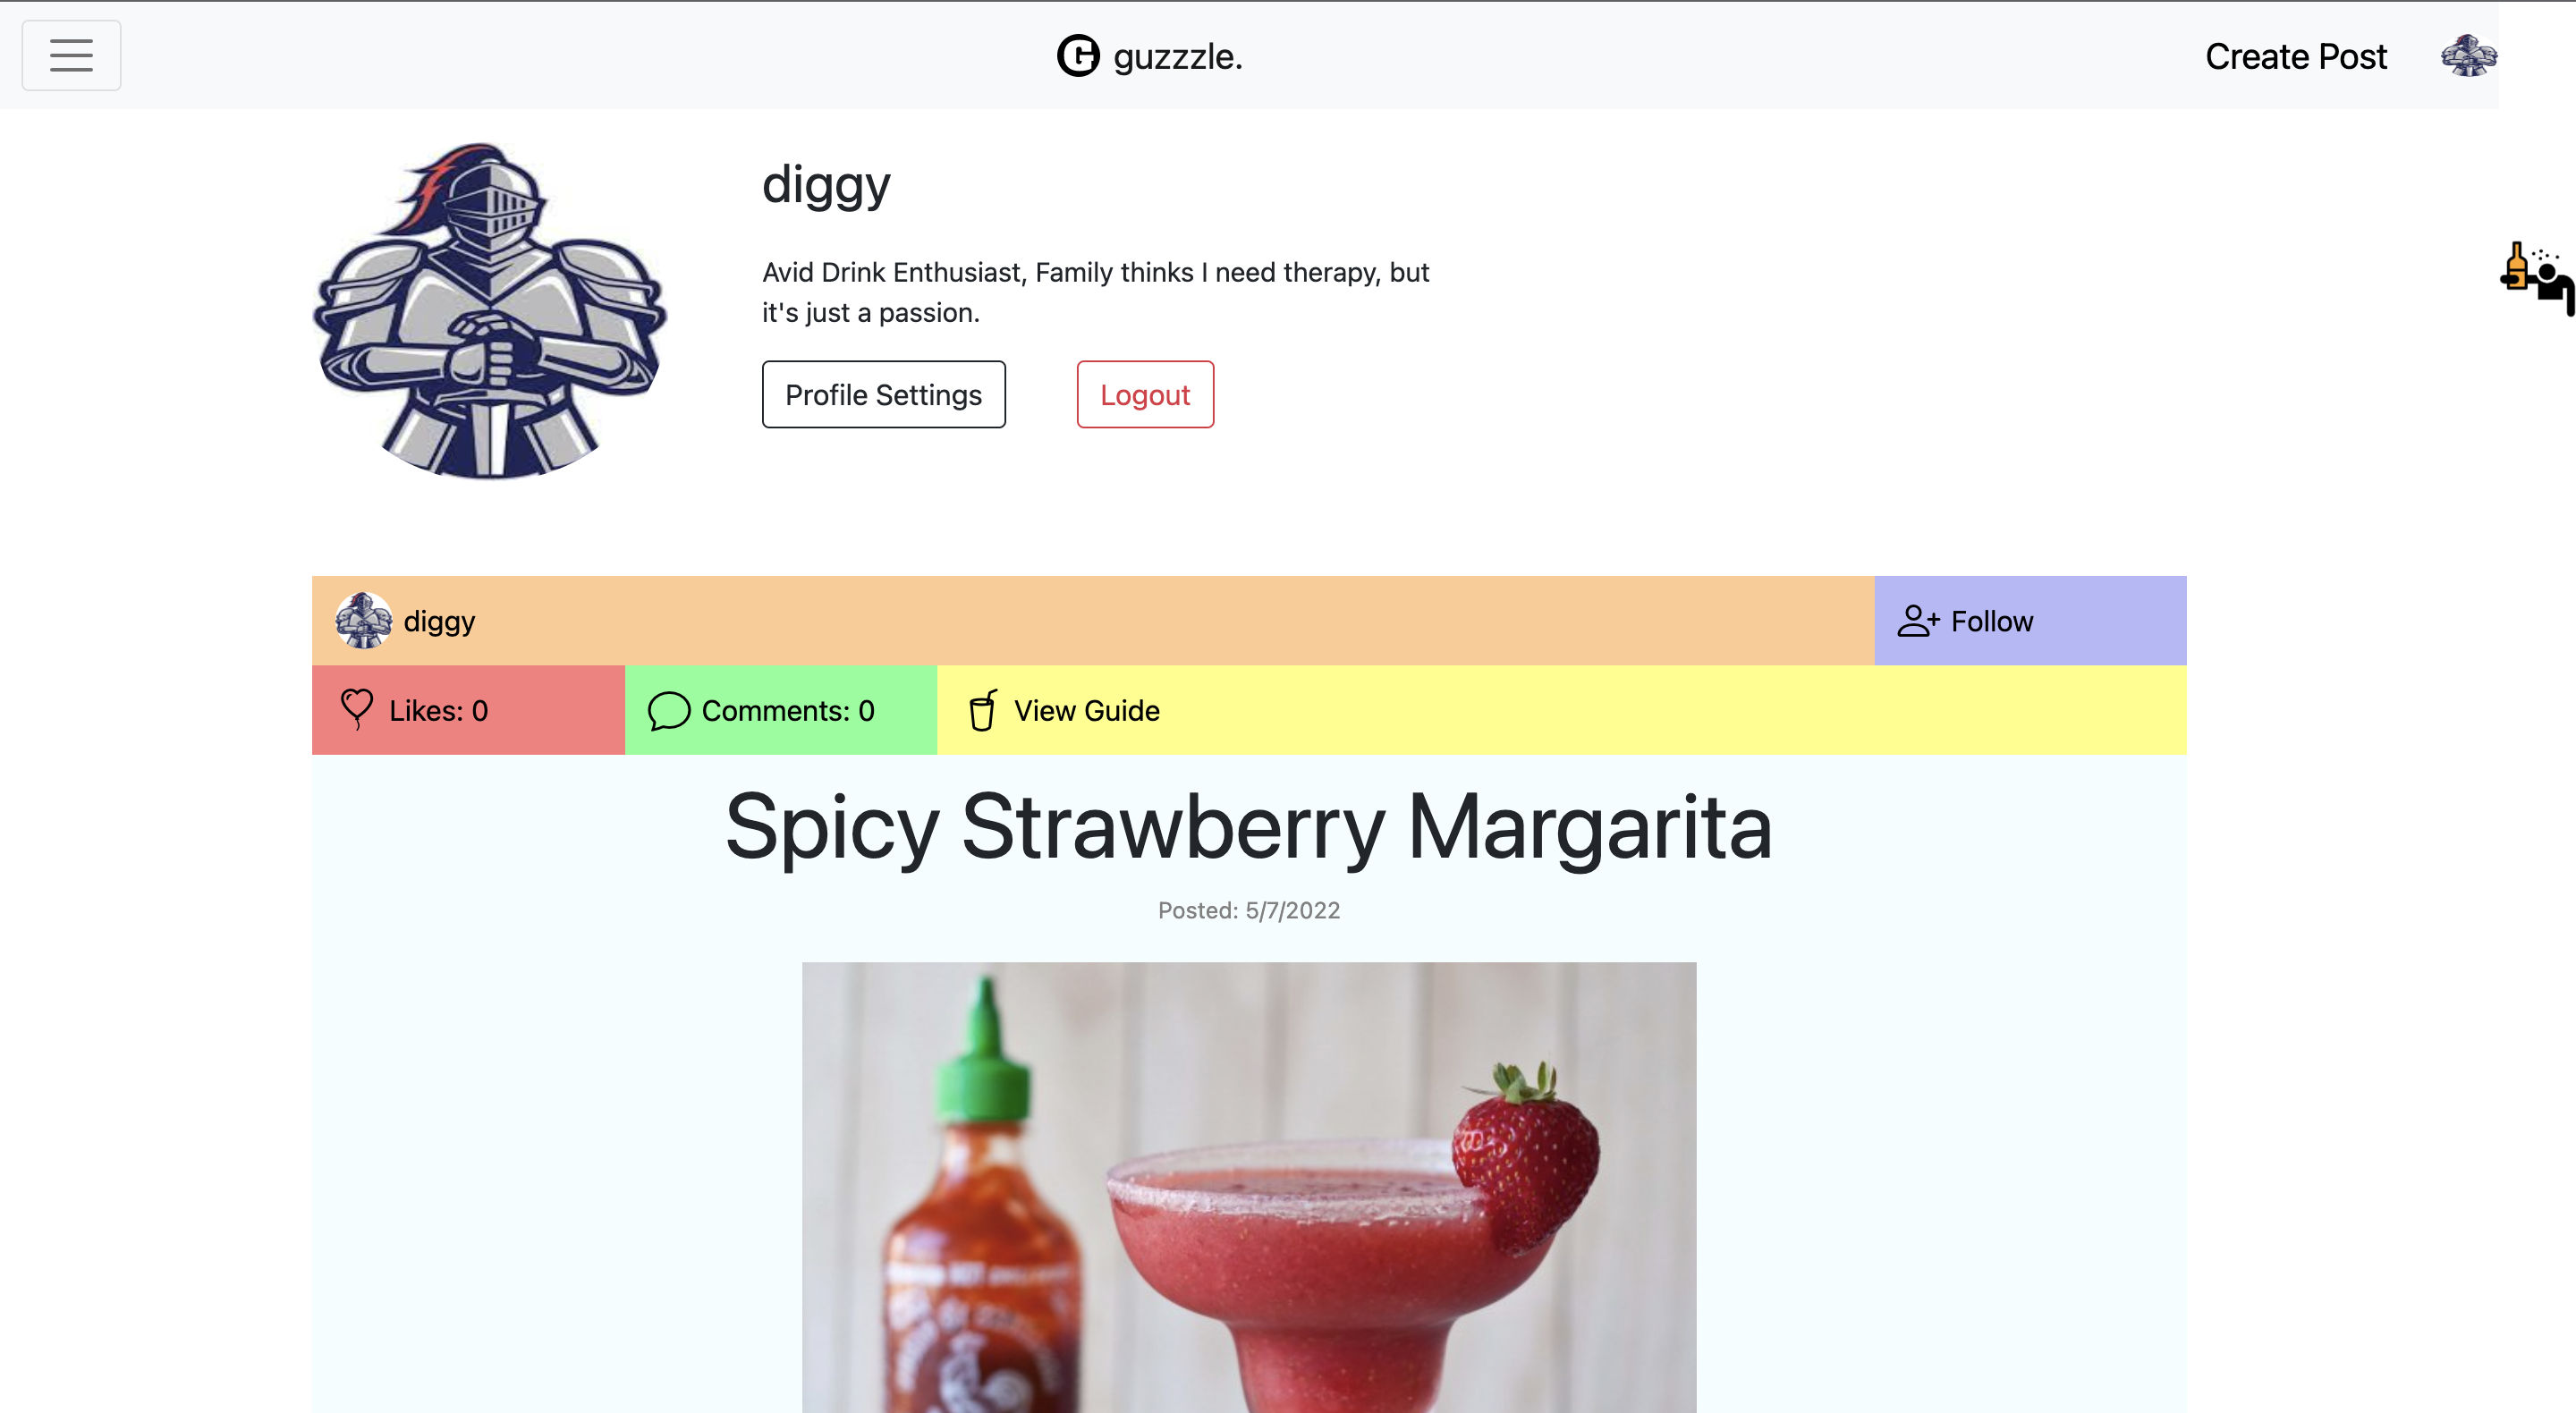 G guzzzle.
Create Post
diggy
Avid Drink Enthusiast, Family thinks I need therapy, but
it's just a passion.
Profile Settings
Logout
diggy
Follow
Likes: 0
Comments: 0
View Guide
Spicy Strawberry Margarita
Posted: 5/7/2022